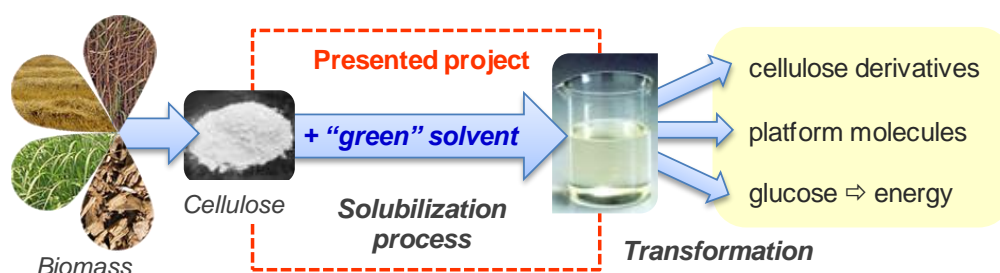 Presented project
cellulose derivatives
+ “green” solvent
platform molecules
glucose ⇨ energy
Cellulose
Solubilization
process
Transformation
Biomass